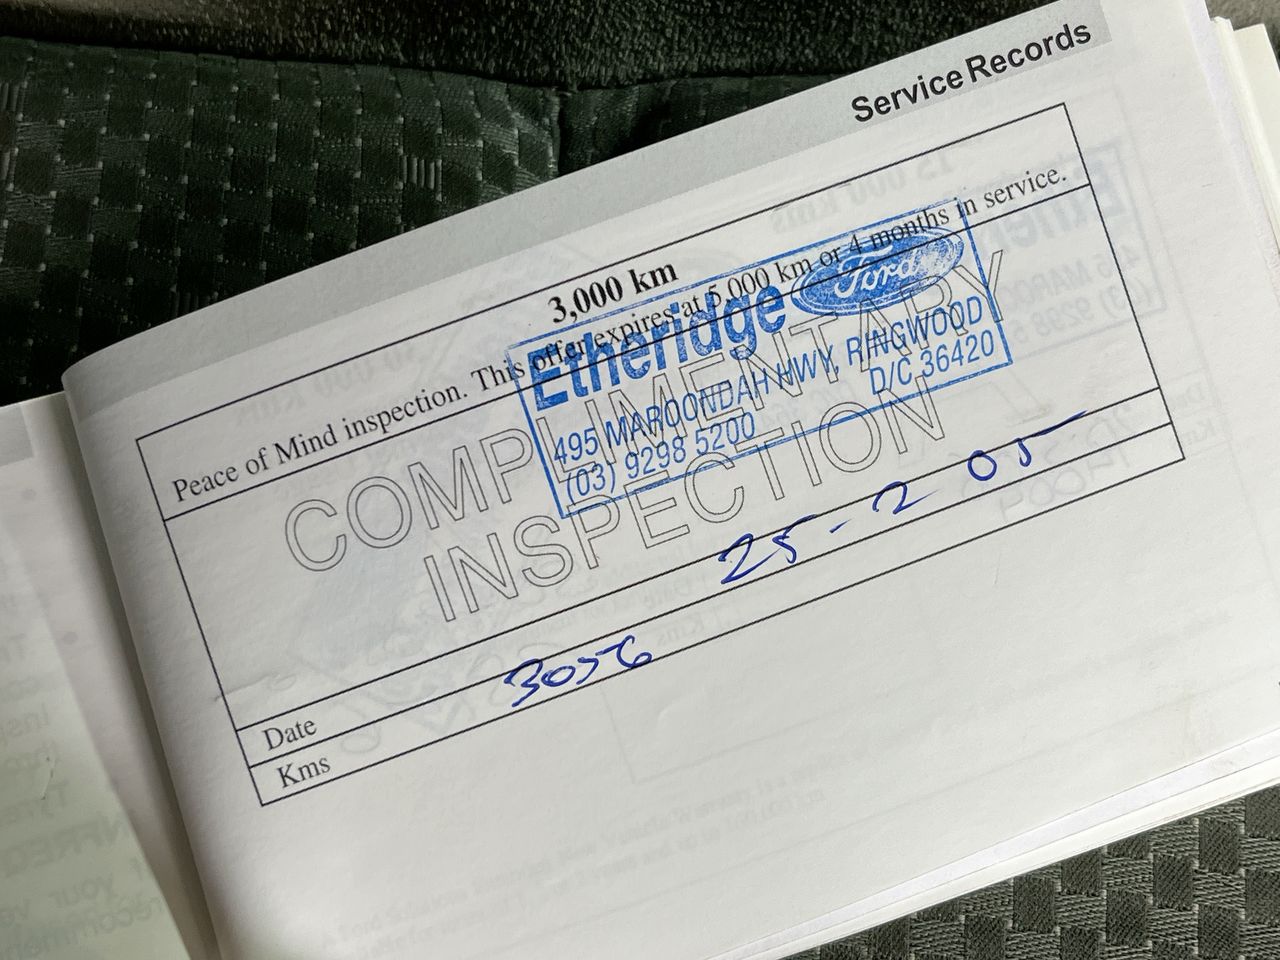 Service Records
3,000 km
Peace of Mind inspection. This offer expires at 5,000 km or 4 months in service.
Etheridge Ford
495 MAROONDAH HWY, RINGWOOD
(03) 9298 5200 D/C 36420
COMPLIMENTARY
INSPECTION
Date 25-2 05
Kms